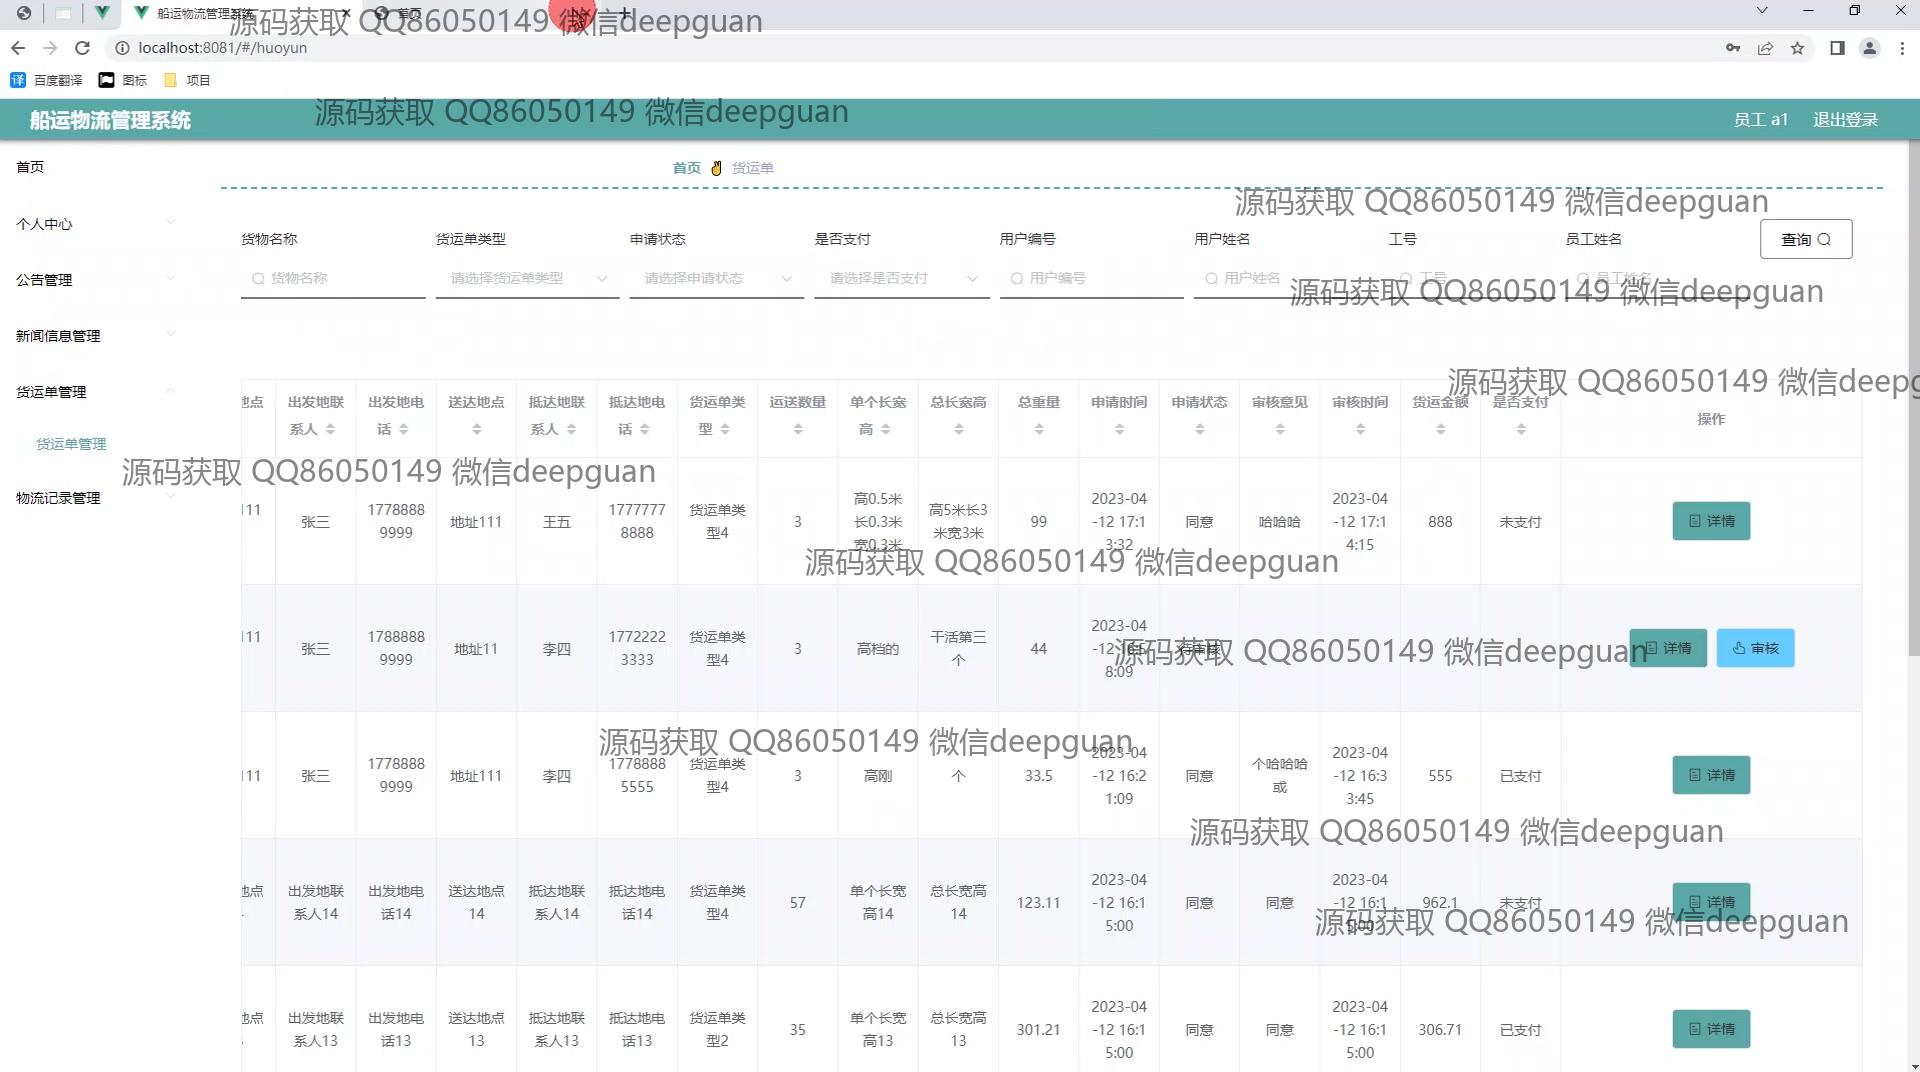 船运物流管理系统
首页
源码获取 QQ86050149 微信deepguan
localhost:8081/#/huoyun
百度翻译 图标 项目
船运物流管理系统
源码获取 QQ86050149 微信deepguan
员工 a1 退出登录
首页
个人中心
公告管理
新闻信息管理
货运单管理
货运单管理
物流记录管理
首页 货运单
源码获取 QQ86050149 微信deepguan
货物名称 货运单类型 申请状态 是否支付 用户编号 用户姓名 工号 员工姓名 查询
货物名称 请选择货运单类型 请选择申请状态 请选择是否支付 用户编号 用户姓名 工号 员工姓名
源码获取 QQ86050149 微信deepguan
源码获取 QQ86050149 微信deepg
地点 出发地联系人 出发地电话 送达地点 抵达地联系人 抵达地电话 货运单类型 运送数量 单个长宽高 总长宽高 总重量 申请时间 申请状态 审核意见 审核时间 货运金额 是否支付 操作
源码获取 QQ86050149 微信deepguan
111 张三 17788889999 地址111 王五 17777778888 货运单类型4 3 高0.5米长0.3米宽0.3米 高5米长3米宽3米 99 2023-04-12 17:13:32 同意 哈哈哈 2023-04-12 17:14:15 888 未支付 详情
源码获取 QQ86050149 微信deepguan
111 张三 17888889999 地址11 李四 17722223333 货运单类型4 3 高档的 干活第三个 44 2023-04-12 16:58:09 待审核 详情 审核
源码获取 QQ86050149 微信deepguan
源码获取 QQ86050149 微信deepguan
111 张三 17788889999 地址111 李四 17788885555 货运单类型4 3 高刚 个 33.5 2023-04-12 16:21:09 同意 个哈哈哈或 2023-04-12 16:33:45 555 已支付 详情
源码获取 QQ86050149 微信deepguan
地点 出发地联系人14 出发地电话14 送达地点14 抵达地联系人14 抵达地电话14 货运单类型4 57 单个长宽高14 总长宽高14 123.11 2023-04-12 16:15:00 同意 同意 2023-04-12 16:15:00 962.1 未支付 详情
源码获取 QQ86050149 微信deepguan
地点 出发地联系人13 出发地电话13 送达地点13 抵达地联系人13 抵达地电话13 货运单类型2 35 单个长宽高13 总长宽高13 301.21 2023-04-12 16:15:00 同意 同意 2023-04-12 16:15:00 306.71 已支付 详情